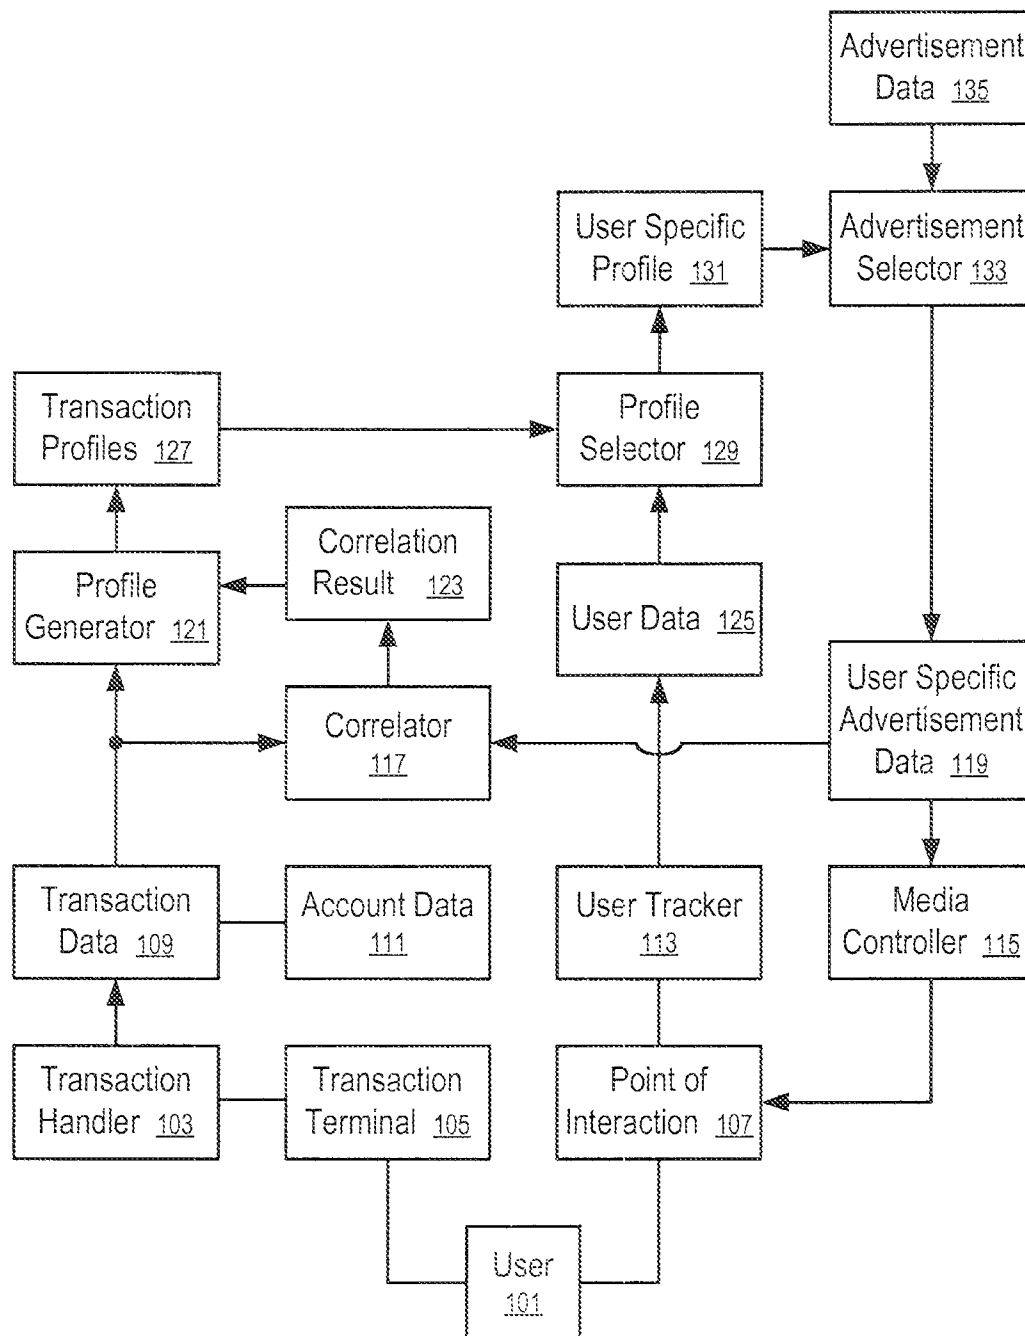 Advertisement
Data 135
User Specific
Profile 131
Advertisement
Selector 133
Transaction
Profiles 127
Profile
Selector 129
Profile
Generator 121
Correlation
Result 123
User Data 125
Correlator
117
User Specific
Advertisement
Data 119
Transaction
Data 109
Account Data
111
User Tracker
113
Media
Controller 115
Transaction
Handler 103
Transaction
Terminal 105
Point of
Interaction 107
User
101